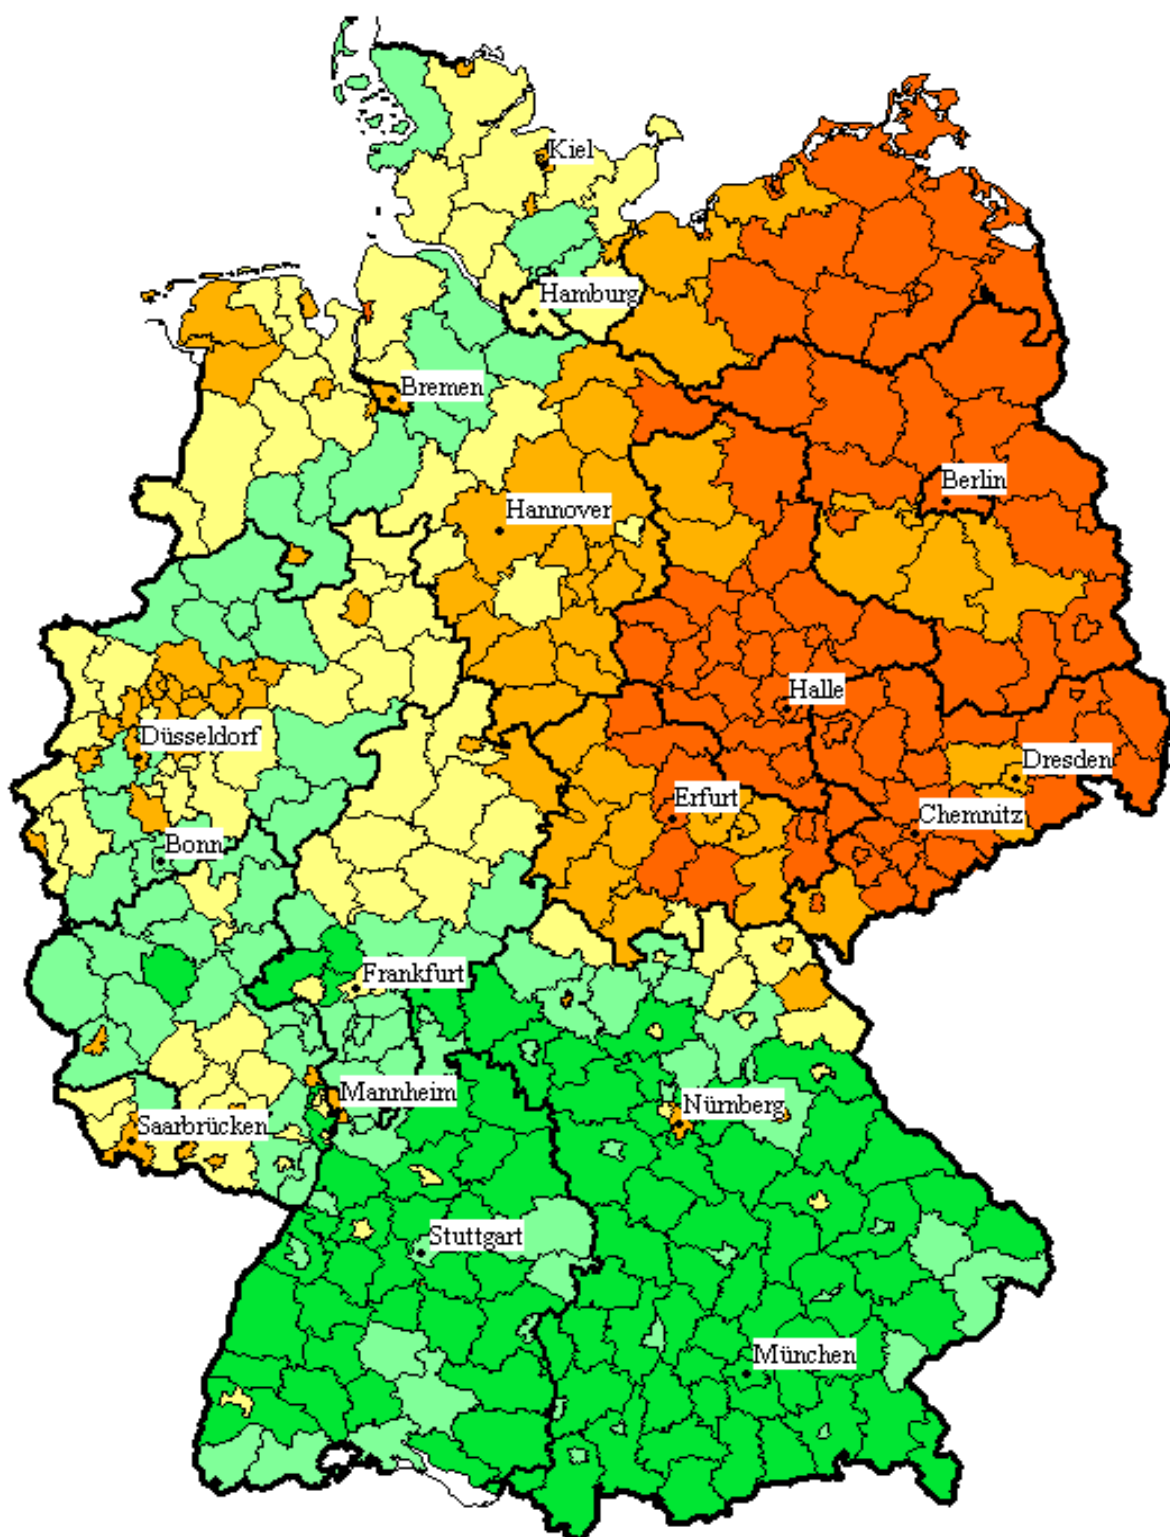 Kiel
Hamburg
Bremen
Berlin
Hannover
Halle
Düsseldorf
Dresden
Erfurt
Chemnitz
Bonn
Frankfurt
Mannheim
Nürnberg
Saarbrücken
Stuttgart
München